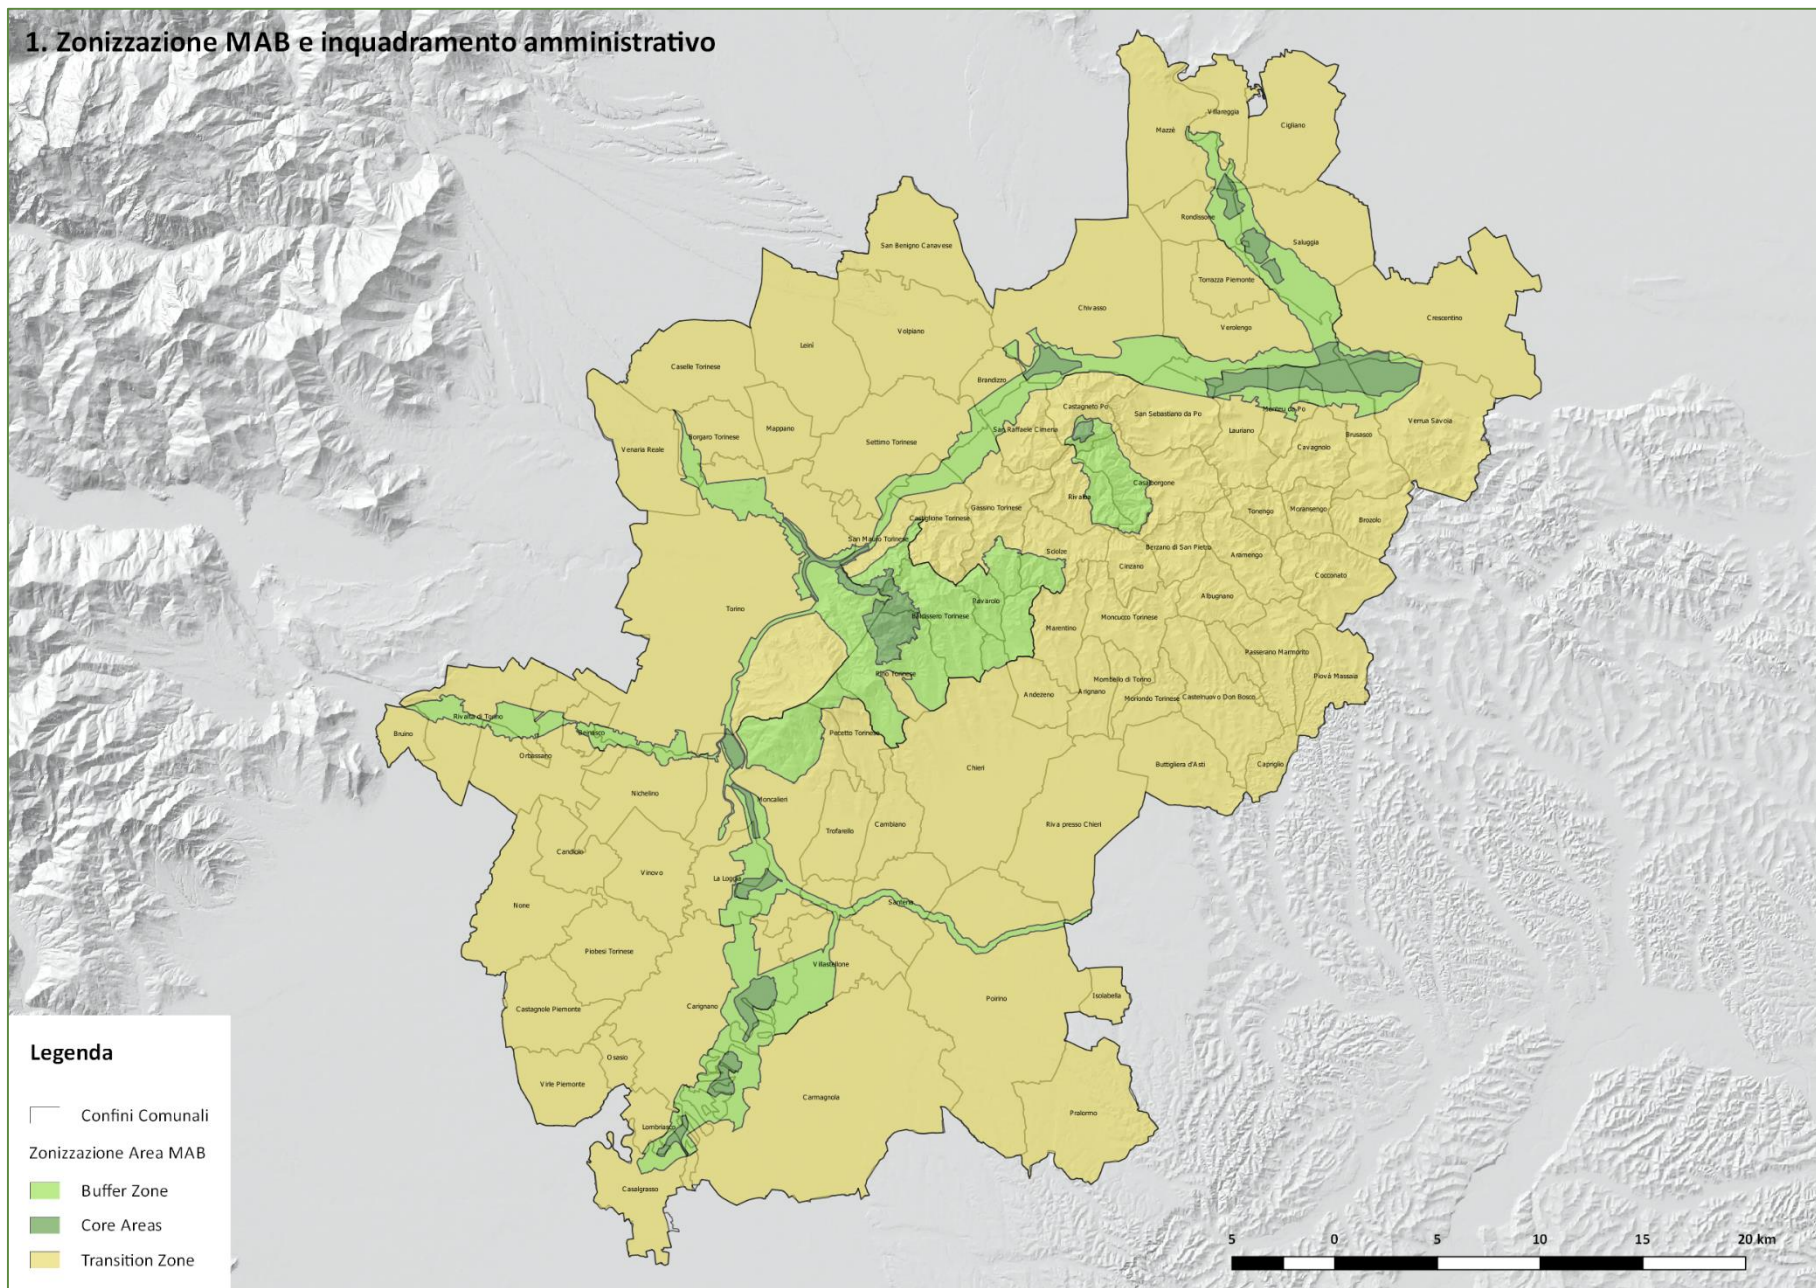 1. Zonizzazione MAB e inquadramento amministrativo
Villareggia
Mazzè
Cigliano
Rondissone
Saluggia
San Benigno Canavese
Torrazza Piemonte
Chivasso
Crescentino
Verolengo
Volpiano
Leinì
Caselle Torinese
Brandizzo
Castagneto Po
San Sebastiano da Po
Monteu da Po
Verrua Savoia
San Raffaele Cimena
Lauriano
Brusasco
Cavagnolo
Mappano
Borgaro Torinese
Settimo Torinese
Venaria Reale
Casalborgone
Rivalba
Gassino Torinese
Tonengo
Moransengo
Brozolo
Castiglione Torinese
San Mauro Torinese
Sciolze
Berzano di San Pietro
Aramengo
Cinzano
Cocconato
Albugnano
Torino
Pavarolo
Baldissero Torinese
Moncucco Torinese
Marentino
Passerano Marmorito
Pino Torinese
Mombello di Torino
Piovà Massaia
Andezeno
Arignano
Moriondo Torinese
Castelnuovo Don Bosco
Rivalta di Torino
Bruino
Beinasco
Pecetto Torinese
Orbassano
Chieri
Buttigliera d'Asti
Capriglio
Nichelino
Moncalieri
Trofarello
Cambiano
Riva presso Chieri
Candiolo
Vinovo
La Loggia
None
Santena
Piobesi Torinese
Villastellone
Castagnole Piemonte
Carignano
Poirino
Isolabella
Osasio
Virle Piemonte
Carmagnola
Pralormo
Lombriasco
Casalgrasso
Legenda
Confini Comunali
Zonizzazione Area MAB
Buffer Zone
Core Areas
Transition Zone
5 0 5 10 15 20 km